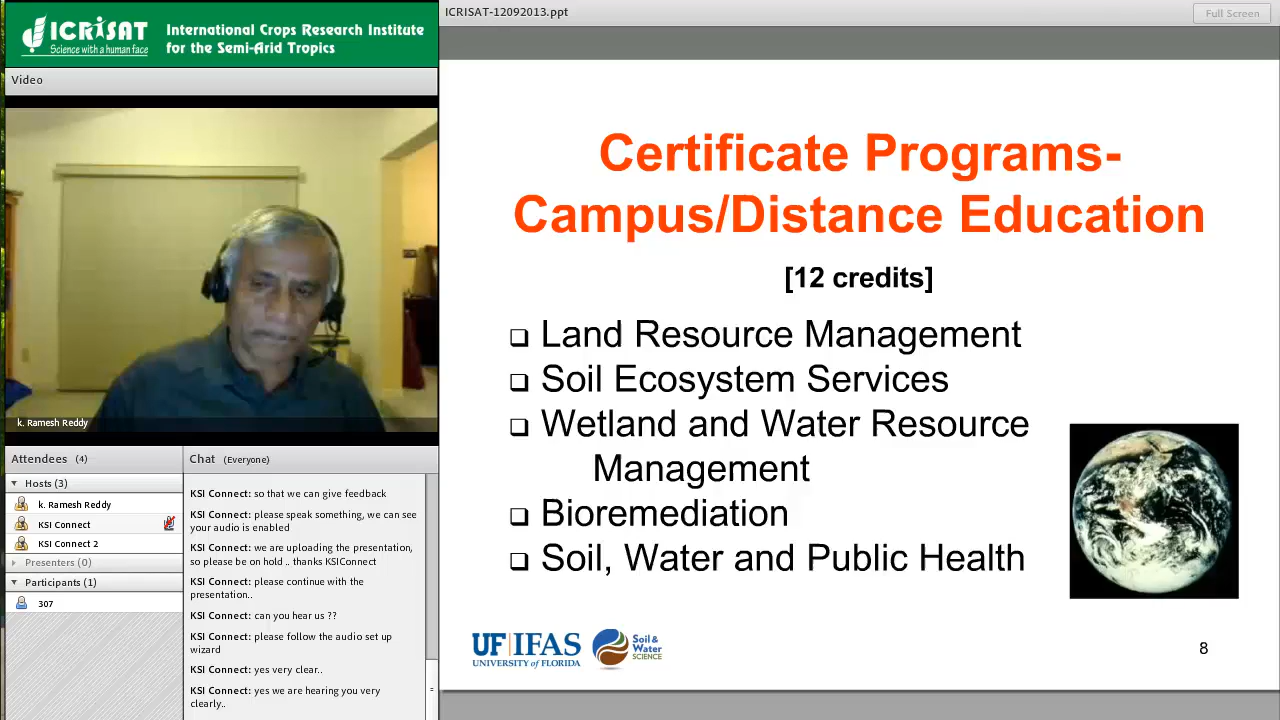 ICRISAT
Science with a human face
International Crops Research Institute
for the Semi-Arid Tropics
Video
k. Ramesh Reddy
Attendees (4)
Hosts (3)
k. Ramesh Reddy
KSI Connect
KSI Connect 2
Presenters (0)
Participants (1)
307
Chat (Everyone)
KSI Connect: so that we can give feedback
KSI Connect: please speak something, we can see
your audio is enabled
KSI Connect: we are uploading the presentation,
so please be on hold .. thanks KSIConnect
KSI Connect: please continue with the
presentation..
KSI Connect: can you hear us ??
KSI Connect: please follow the audio set up
wizard
KSI Connect: yes very clear..
KSI Connect: yes we are hearing you very
clearly..
ICRISAT-12092013.ppt
Full Screen
Certificate Programs-
Campus/Distance Education
[12 credits]
Land Resource Management
Soil Ecosystem Services
Wetland and Water Resource
Management
Bioremediation
Soil, Water and Public Health
UF|IFAS
UNIVERSITY of FLORIDA
Soil &
Water
SCIENCE
8